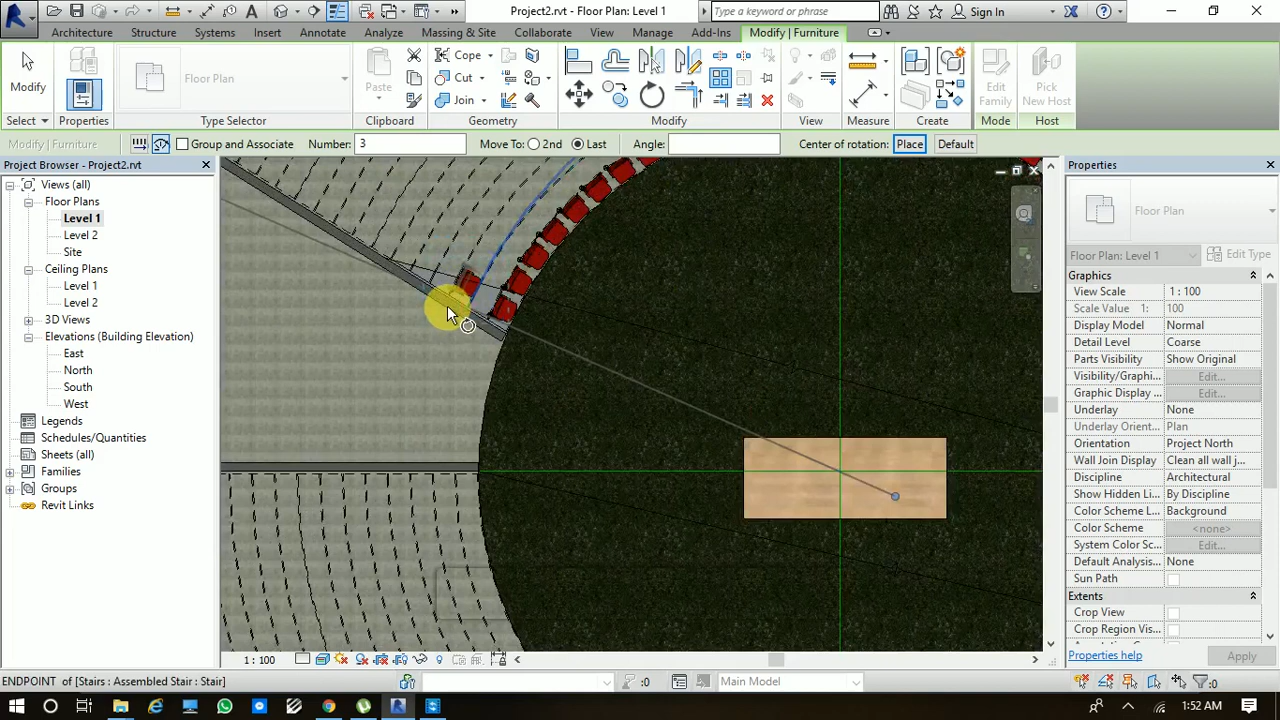 Project2.rvt - Floor Plan: Level 1
Type a keyword or phrase
Sign In
Architecture
Structure
Systems
Insert
Annotate
Analyze
Massing & Site
Collaborate
View
Manage
Add-Ins
Modify | Furniture
Modify
Floor Plan
Paste
Cope
Cut
Join
Edit
Family
Pick
New Host
Select
Properties
Type Selector
Clipboard
Geometry
Modify
View
Measure
Create
Mode
Host
Modify | Furniture
Group and Associate
Number: 3
Move To:
2nd
Last
Angle:
Center of rotation:
Place
Default
Project Browser - Project2.rvt
Views (all)
Floor Plans
Level 1
Level 2
Site
Ceiling Plans
Level 1
Level 2
3D Views
Elevations (Building Elevation)
East
North
South
West
Legends
Schedules/Quantities
Sheets (all)
Families
Groups
Revit Links
Properties
Floor Plan
Floor Plan: Level 1
Edit Type
Graphics
View Scale 1 : 100
Scale Value 1: 100
Display Model Normal
Detail Level Coarse
Parts Visibility Show Original
Visibility/Graphi... Edit...
Graphic Display ... Edit...
Underlay None
Underlay Orient... Plan
Orientation Project North
Wall Join Display Clean all wall j...
Discipline Architectural
Show Hidden Li... By Discipline
Color Scheme L... Background
Color Scheme <none>
System Color Sc... Edit...
Default Analysis... None
Sun Path
Extents
Crop View
Crop Region Vis...
Properties help
Apply
1 : 100
ENDPOINT of [Stairs : Assembled Stair : Stair]
:0
Main Model
:0
1:52 AM